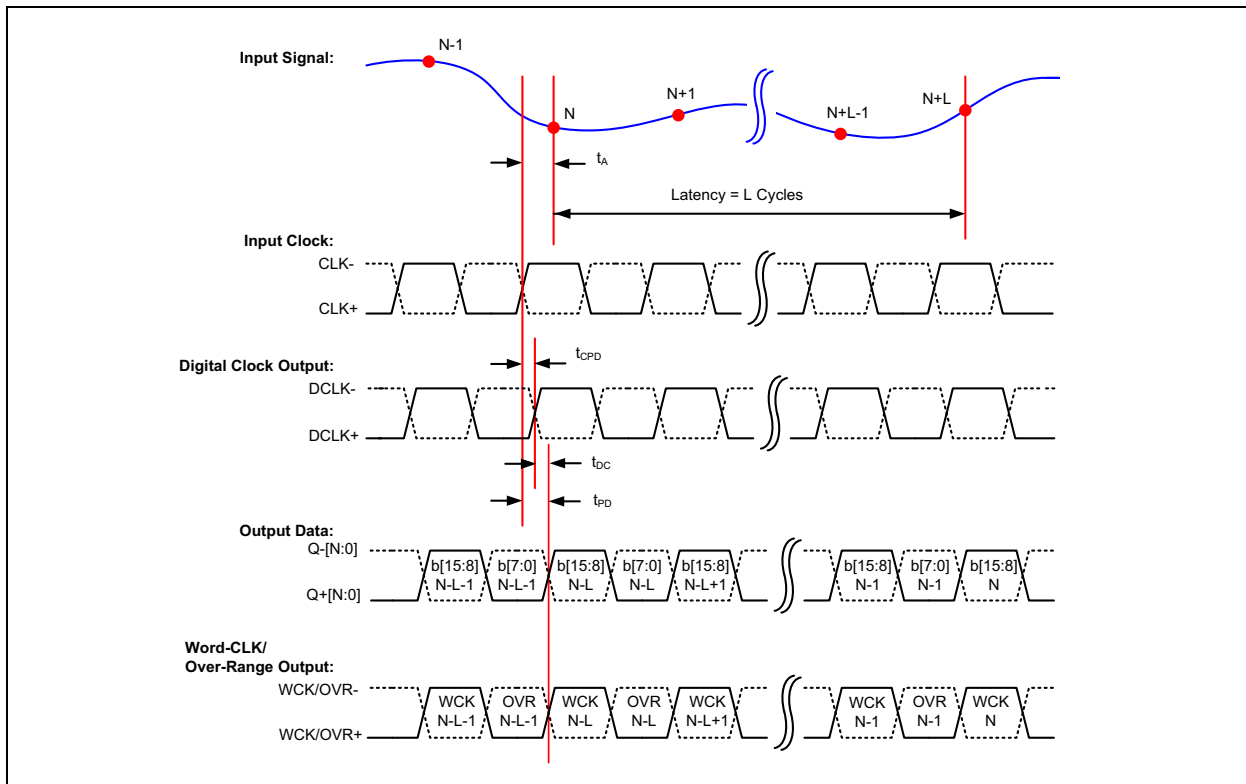 Input Signal:
N-1
N
N+1
N+L-1
N+L
tA
Latency = L Cycles
Input Clock:
CLK-
CLK+
tCPD
Digital Clock Output:
DCLK-
DCLK+
tDC
tPD
Output Data:
Q-[N:0]
Q+[N:0]
b[15:8] b[7:0] b[15:8] b[7:0] b[15:8] b[15:8] b[7:0] b[15:8]
N-L-1 N-L-1 N-L N-L N-L+1 N-1 N-1 N
Word-CLK/
Over-Range Output:
WCK/OVR-
WCK/OVR+
WCK OVR WCK OVR WCK WCK OVR WCK
N-L-1 N-L-1 N-L N-L N-L+1 N-1 N-1 N